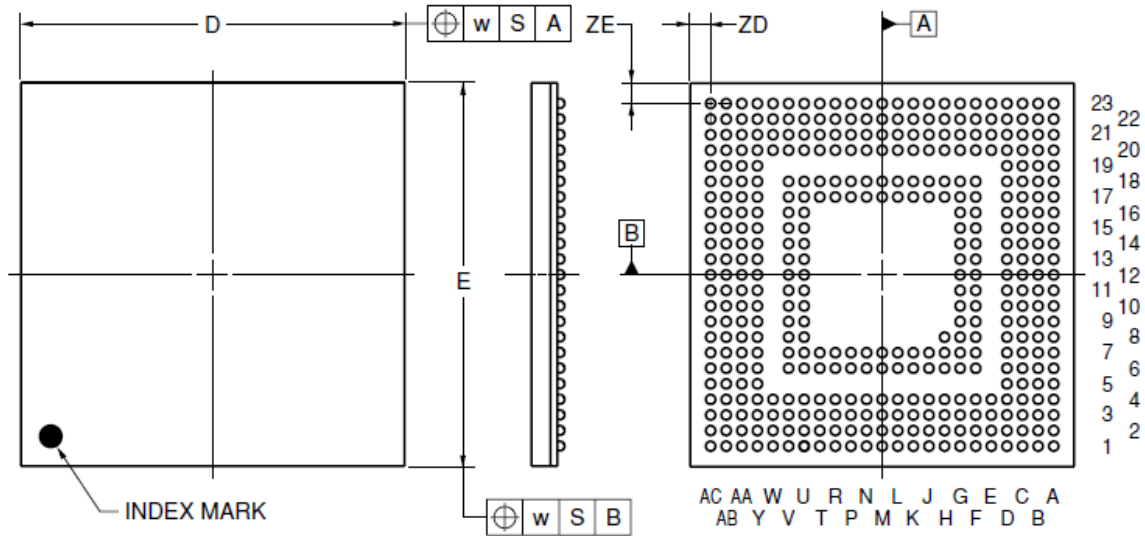 D
⌖ w S A
ZE
ZD
A
23
22
21
20
19
18
17
16
B
15
14
13
E
12
11
10
9
8
7
6
5
4
3
2
1
INDEX MARK
⌖ w S B
AC AA W U R N L J G E C A
AB Y V T P M K H F D B